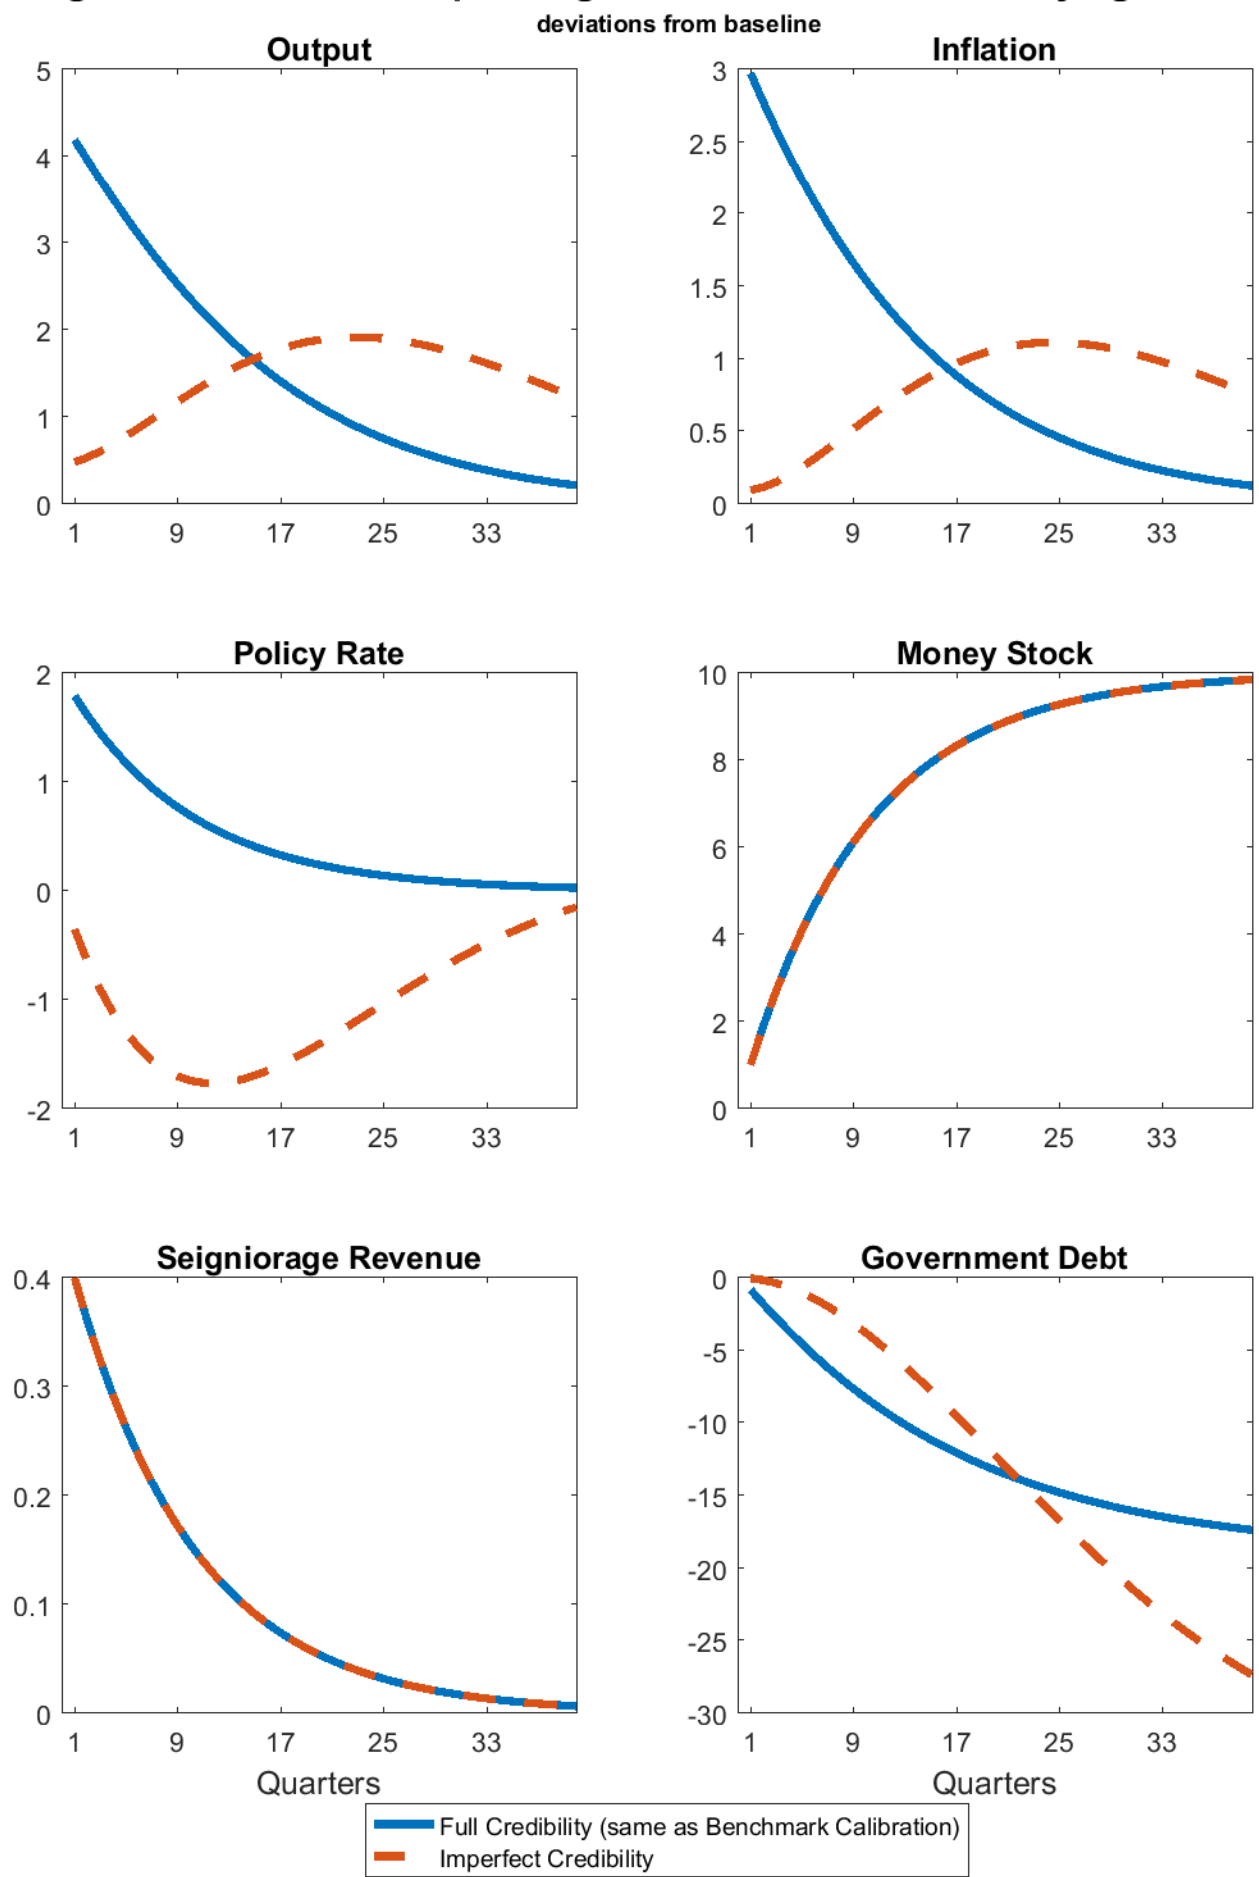 deviations from baseline
Output
Inflation
5
4
3
2
1
0
1 9 17 25 33
3
2.5
2
1.5
1
0.5
0
1 9 17 25 33
Policy Rate
Money Stock
2
1
0
-1
-2
1 9 17 25 33
10
8
6
4
2
0
1 9 17 25 33
Seigniorage Revenue
Government Debt
0.4
0.3
0.2
0.1
0
1 9 17 25 33
Quarters
0
-5
-10
-15
-20
-25
-30
1 9 17 25 33
Quarters
Full Credibility (same as Benchmark Calibration)
Imperfect Credibility